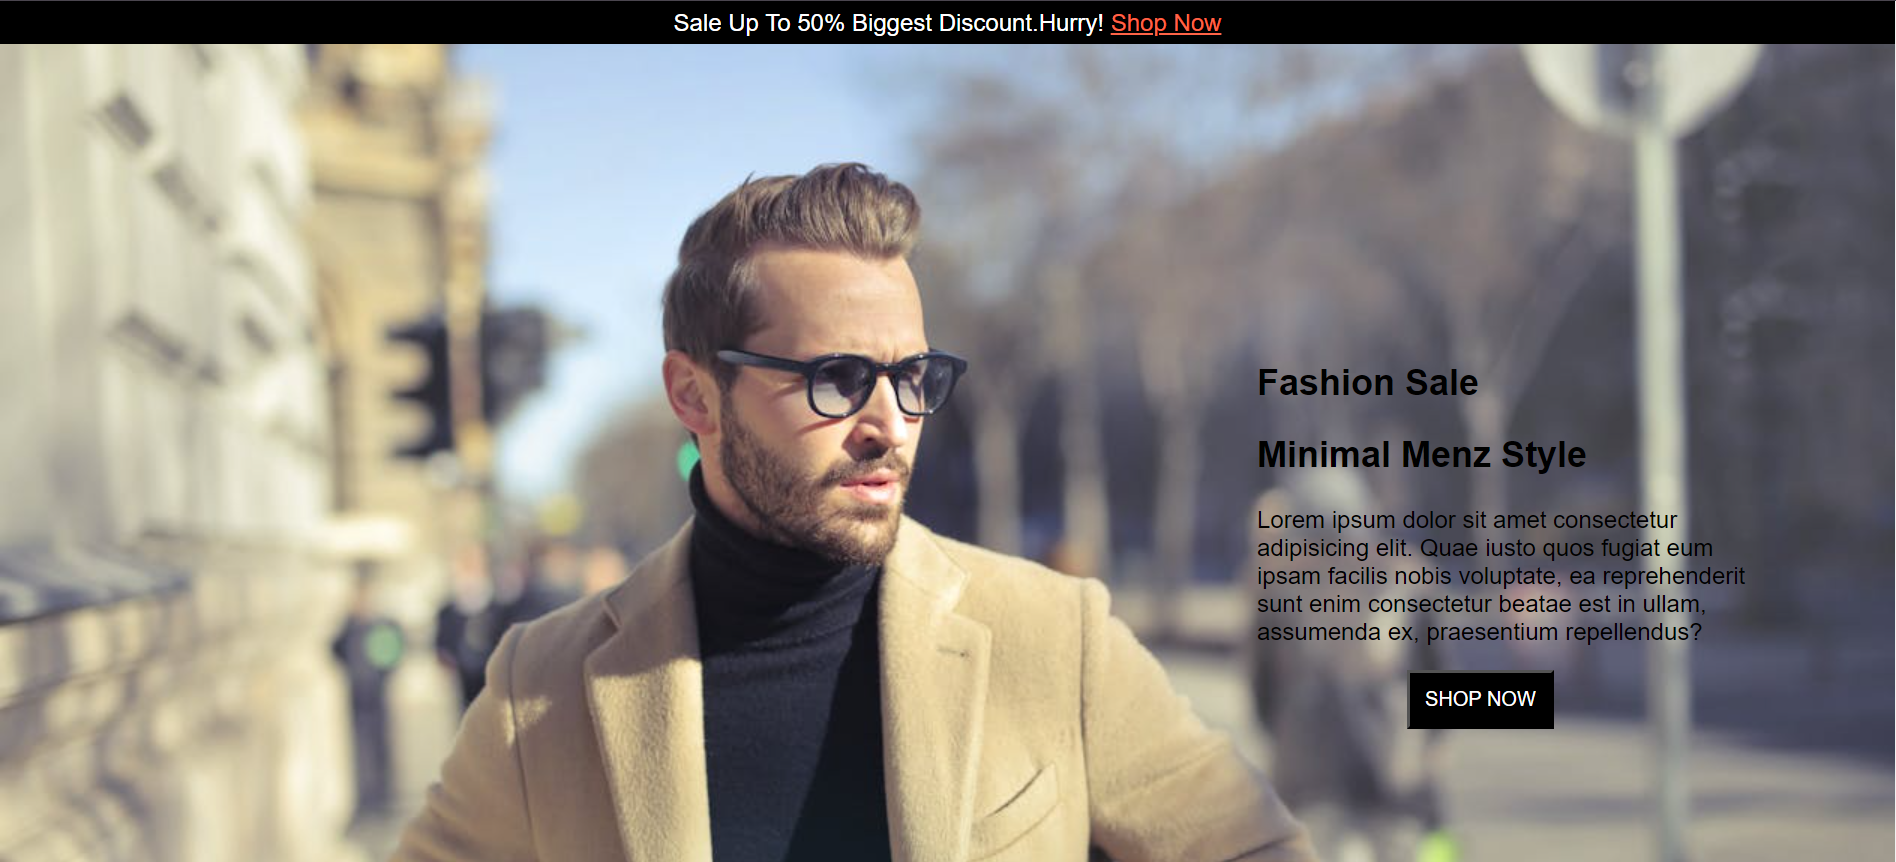 Sale Up To 50% Biggest Discount.Hurry! Shop Now
Fashion Sale
Minimal Menz Style
Lorem ipsum dolor sit amet consectetur
adipisicing elit. Quae iusto quos fugiat eum
ipsam facilis nobis voluptate, ea reprehenderit
sunt enim consectetur beatae est in ullam,
assumenda ex, praesentium repellendus?
SHOP NOW